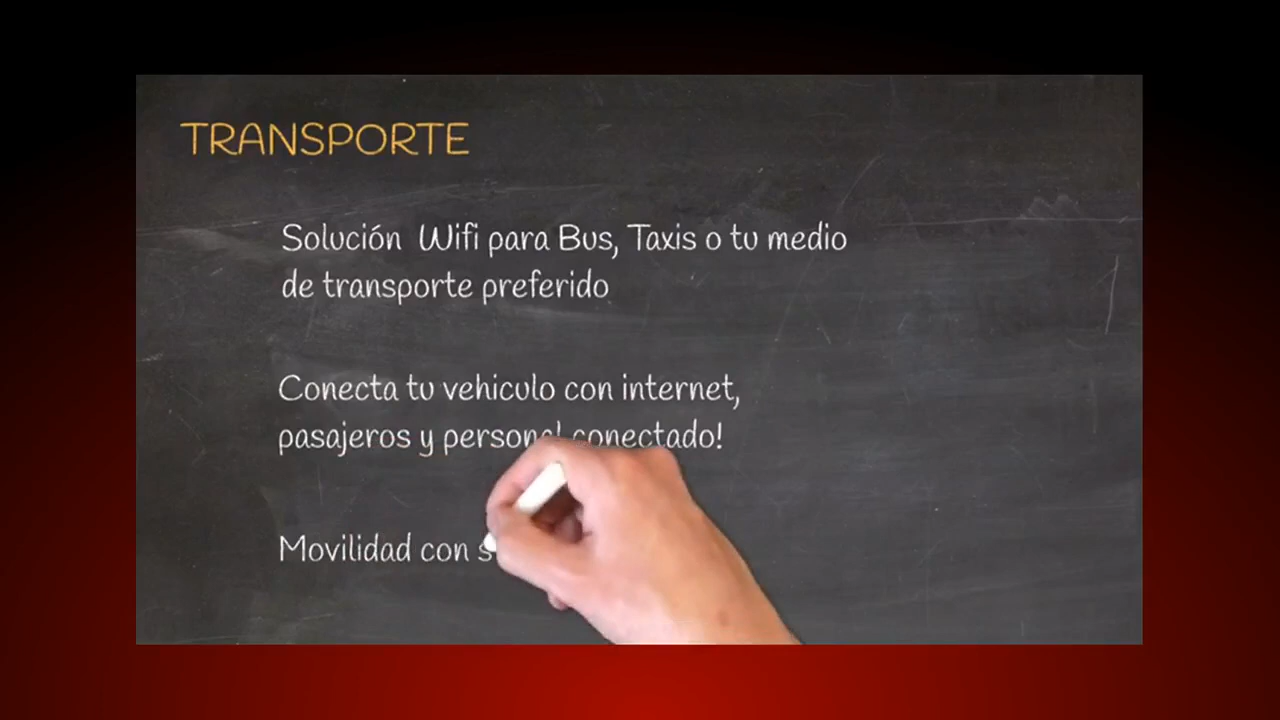 TRANSPORTE
Solución Wifi para Bus, Taxis o tu medio
de transporte preferido
Conecta tu vehiculo con internet,
pasajeros y personal conectado!
Movilidad con s